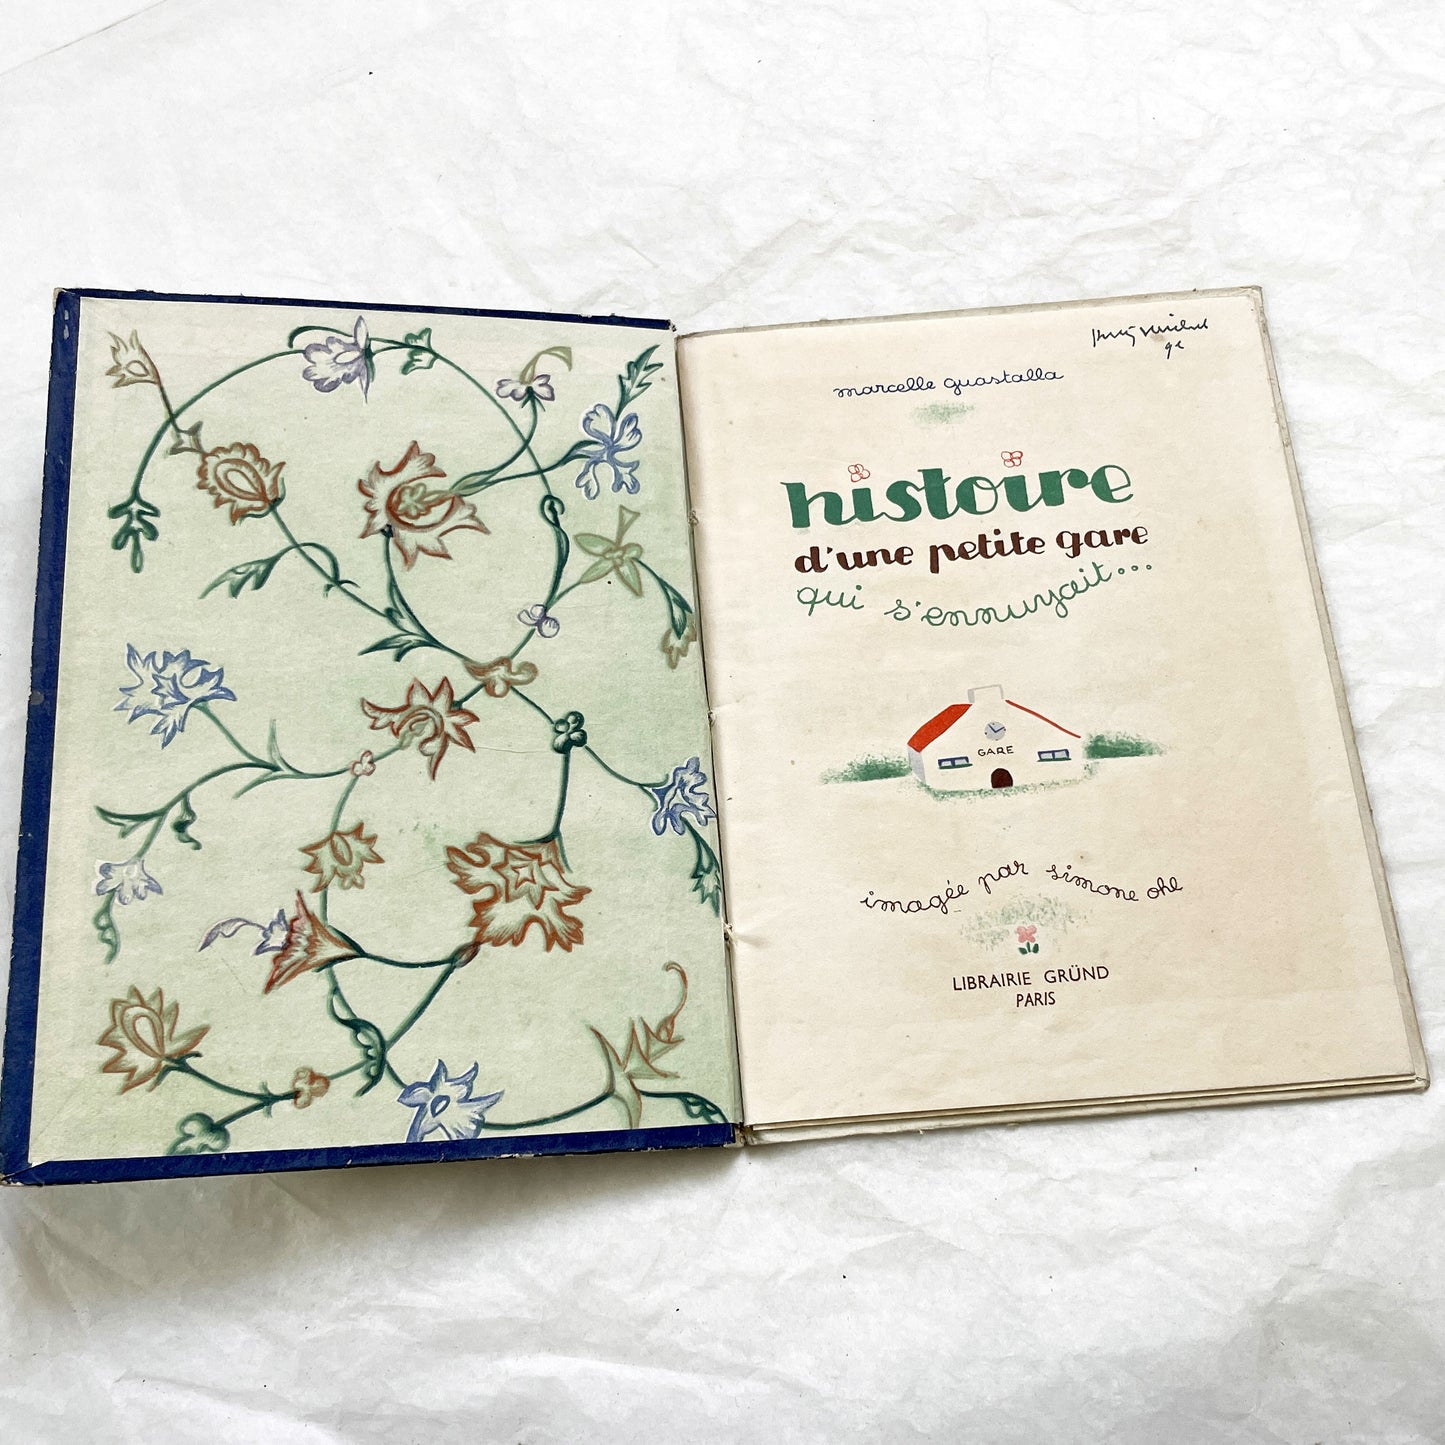 marcelle guastalla
histoire
d'une petite gare
qui s'ennuyait...
GARE
imagée par simone ohl
LIBRAIRIE GRÜND
PARIS